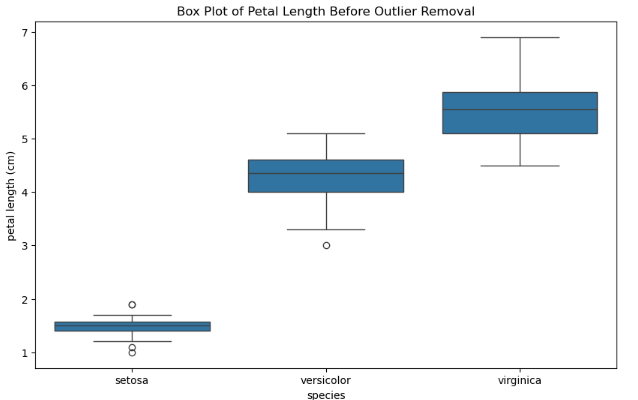 Box Plot of Petal Length Before Outlier Removal
petal length (cm)
7
6
5
4
3
2
1
setosa versicolor virginica
species